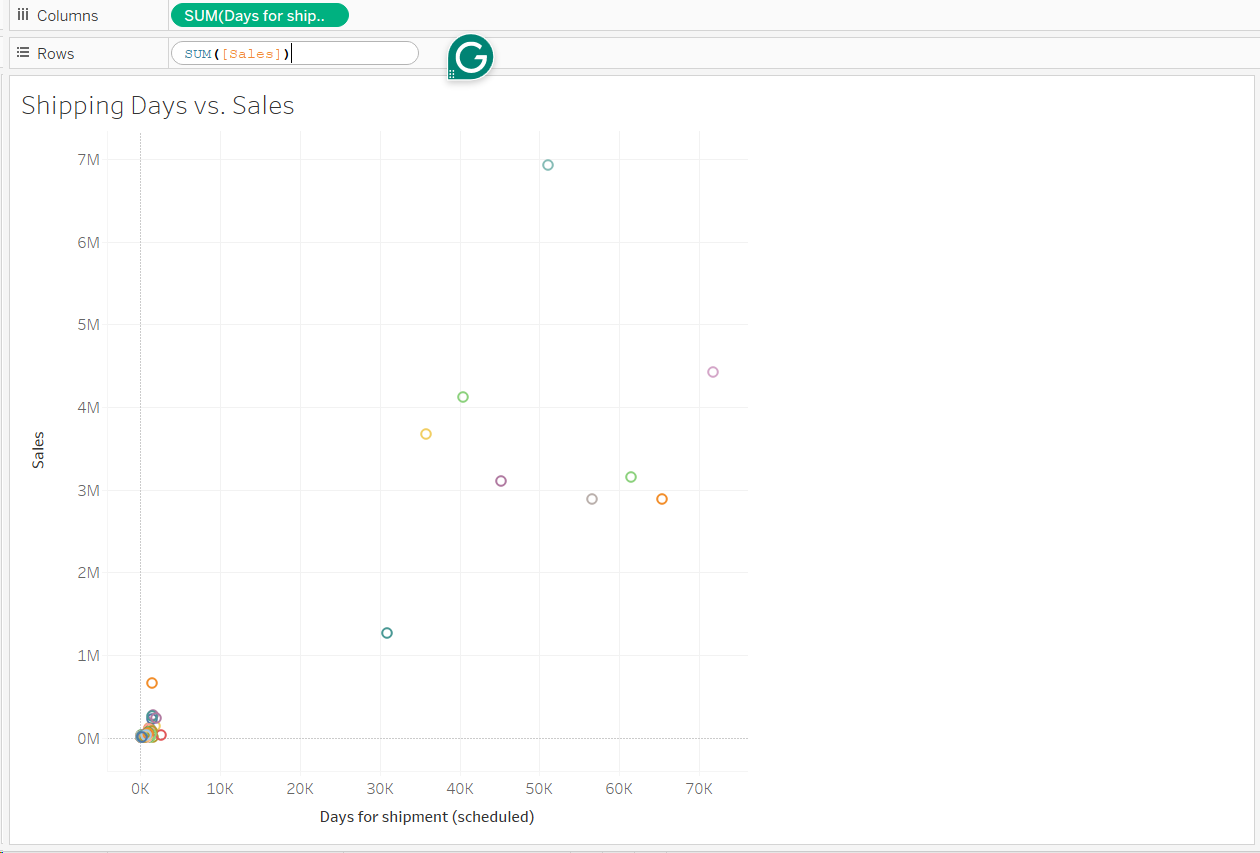 Columns
SUM(Days for ship..
Rows
SUM([Sales])
G
Shipping Days vs. Sales
7M
6M
5M
4M
3M
2M
1M
0M
Sales
0K 10K 20K 30K 40K 50K 60K 70K
Days for shipment (scheduled)